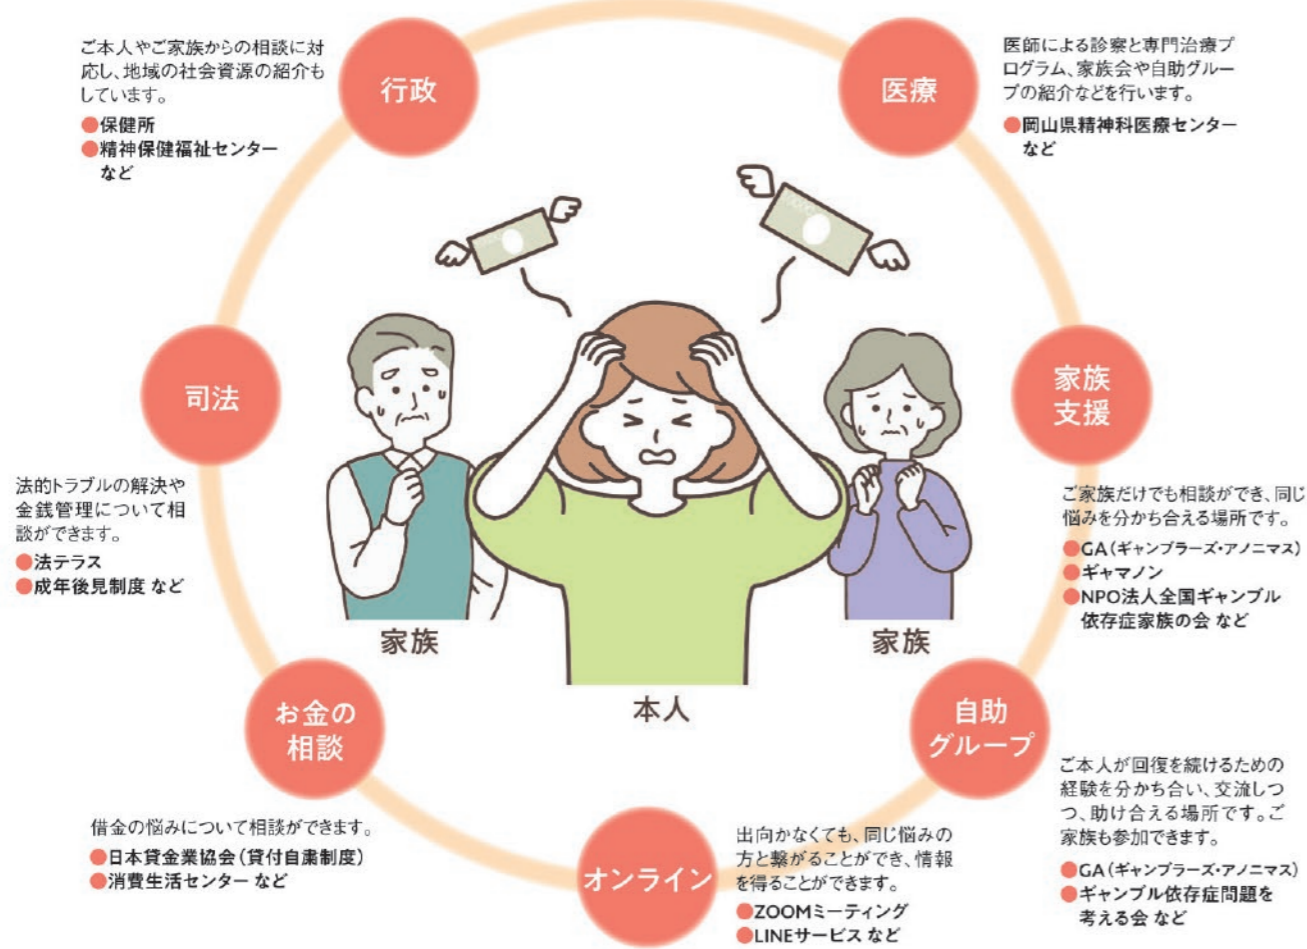 行政
ご本人やご家族からの相談に対
応し、地域の社会資源の紹介も
しています。
●保健所
●精神保健福祉センター
など
医療
医師による診察と専門治療プ
ログラム、家族会や自助グルー
プの紹介などを行います。
●岡山県精神科医療センター
など
司法
法的トラブルの解決や
金銭管理について相
談ができます。
●法テラス
●成年後見制度 など
家族
支援
ご家族だけでも相談ができ、同じ
悩みを分かち合える場所です。
●GA(ギャンブラーズ・アノニマス)
●ギャマノン
●NPO法人全国ギャンブル
依存症家族の会 など
家族
本人
家族
お金の
相談
借金の悩みについて相談ができます。
●日本貸金業協会(貸付自粛制度)
●消費生活センター など
オンライン
出向かなくても、同じ悩みの
方と繋がることができ、情報
を得ることができます。
●ZOOMミーティング
●LINEサービス など
自助
グループ
ご本人が回復を続けるための
経験を分かち合い、交流しつ
つ、助け合える場所です。ご
家族も参加できます。
●GA(ギャンブラーズ・アノニマス)
●ギャンブル依存症問題を
考える会 など